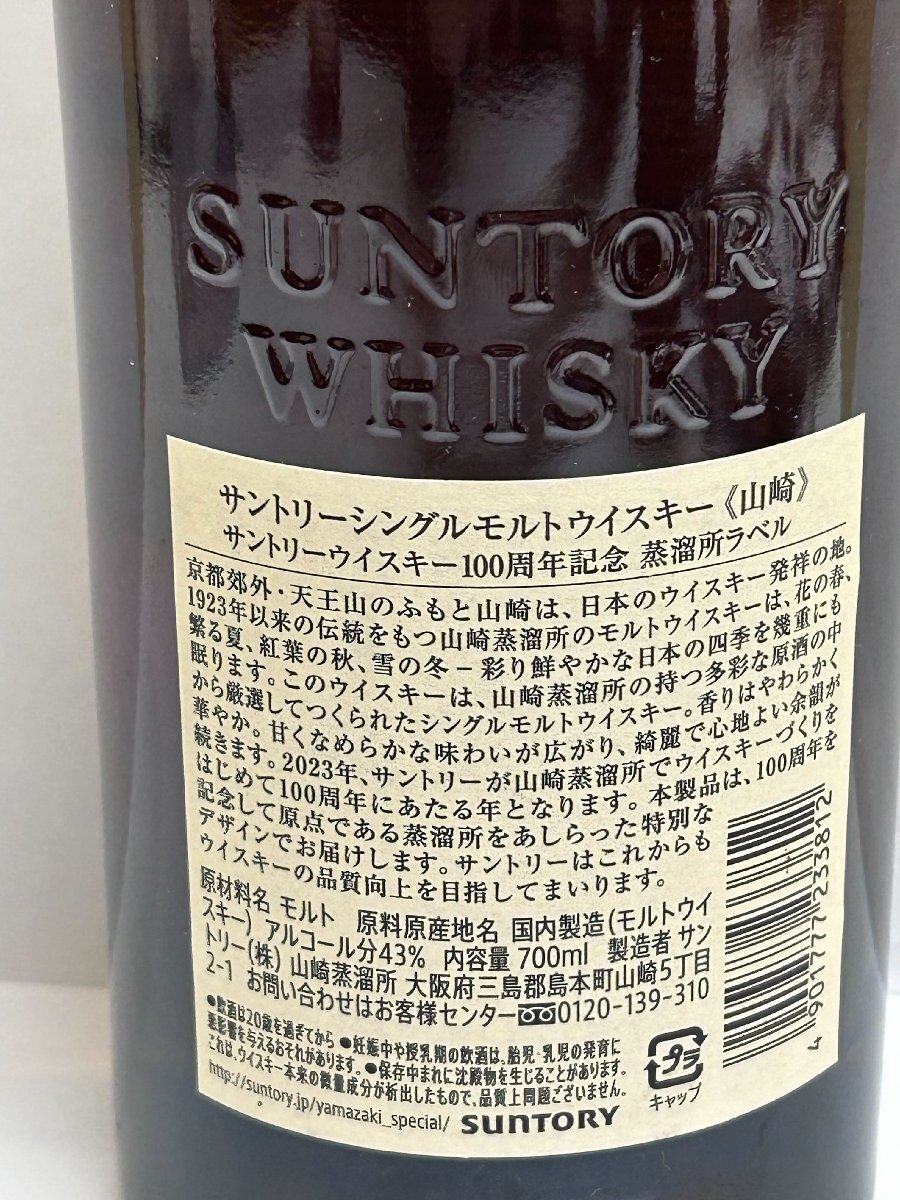 SUNTORY
WHISKY
サントリーシングルモルトウイスキー《山崎》
サントリーウイスキー100周年記念 蒸溜所ラベル
京都郊外・天王山のふもと山崎は、日本のウイスキー発祥の地。
1923年以来の伝統をもつ山崎蒸溜所のモルトウイスキーは、花の春、
繁る夏、紅葉の秋、雪の冬－彩り鮮やかな日本の四季を幾重にも
眠ります。このウイスキーは、山崎蒸溜所の持つ多彩な原酒の中
から厳選してつくられたシングルモルトウイスキー。香りはやわらかく
華やか。甘くなめらかな味わいが広がり、綺麗で心地よい余韻が
続きます。2023年、サントリーが山崎蒸溜所でウイスキーづくりを
はじめて100周年にあたる年となります。本製品は、100周年を
記念して原点である蒸溜所をあしらった特別な
デザインでお届けします。サントリーはこれからも
ウイスキーの品質向上を目指してまいります。
原材料名 モルト 原料原産地名 国内製造(モルトウイ
スキー) アルコール分43% 内容量 700ml 製造者 サン
トリー(株) 山崎蒸溜所 大阪府三島郡島本町山崎5丁目
2-1 お問い合わせはお客様センター0120-139-310
●飲酒は20歳を過ぎてから ●妊娠中や授乳期の飲酒は、胎児・乳児の発育に
悪影響を与えるおそれがあります。●保存中まれに沈殿物を生じることがあります。
これは、ウイスキー本来の微量成分が析出したもので、品質上問題ございません。
http://suntory.jp/yamazaki_special/ SUNTORY
プラ
キャップ
4 901777 233812